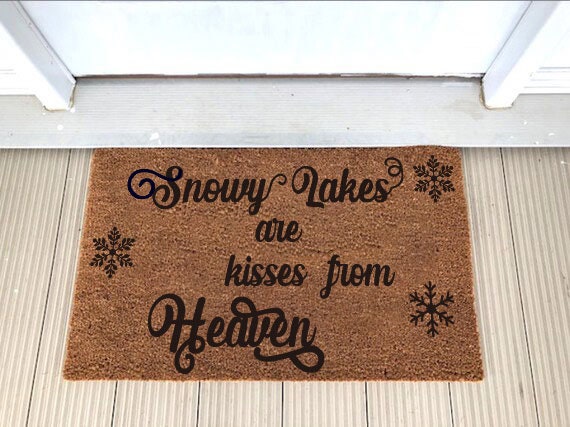 Snowy Lakes
are
kisses from
Heaven